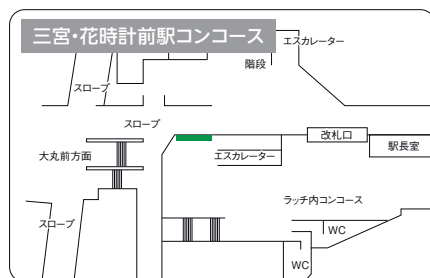 三宮・花時計前駅コンコース
エスカレーター
階段
スロープ
スロープ
改札口
大丸前方面
エスカレーター
駅長室
スロープ
ラッチ内コンコース
WC
WC